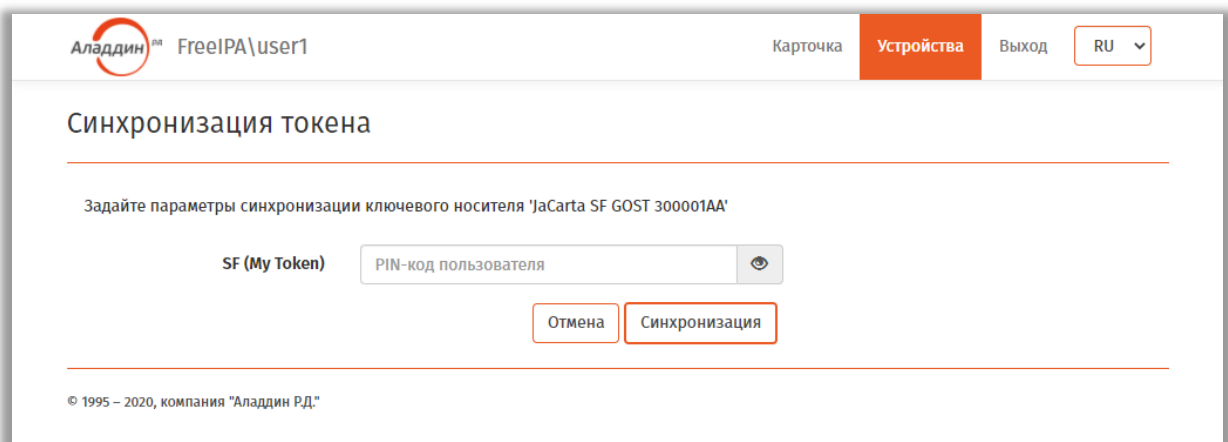 Аладдин РД FreeIPA\user1 Карточка Устройства Выход RU
Синхронизация токена
Задайте параметры синхронизации ключевого носителя 'JaCarta SF GOST 300001AA'
SF (My Token) PIN-код пользователя
Отмена Синхронизация
© 1995 – 2020, компания "Аладдин Р.Д."